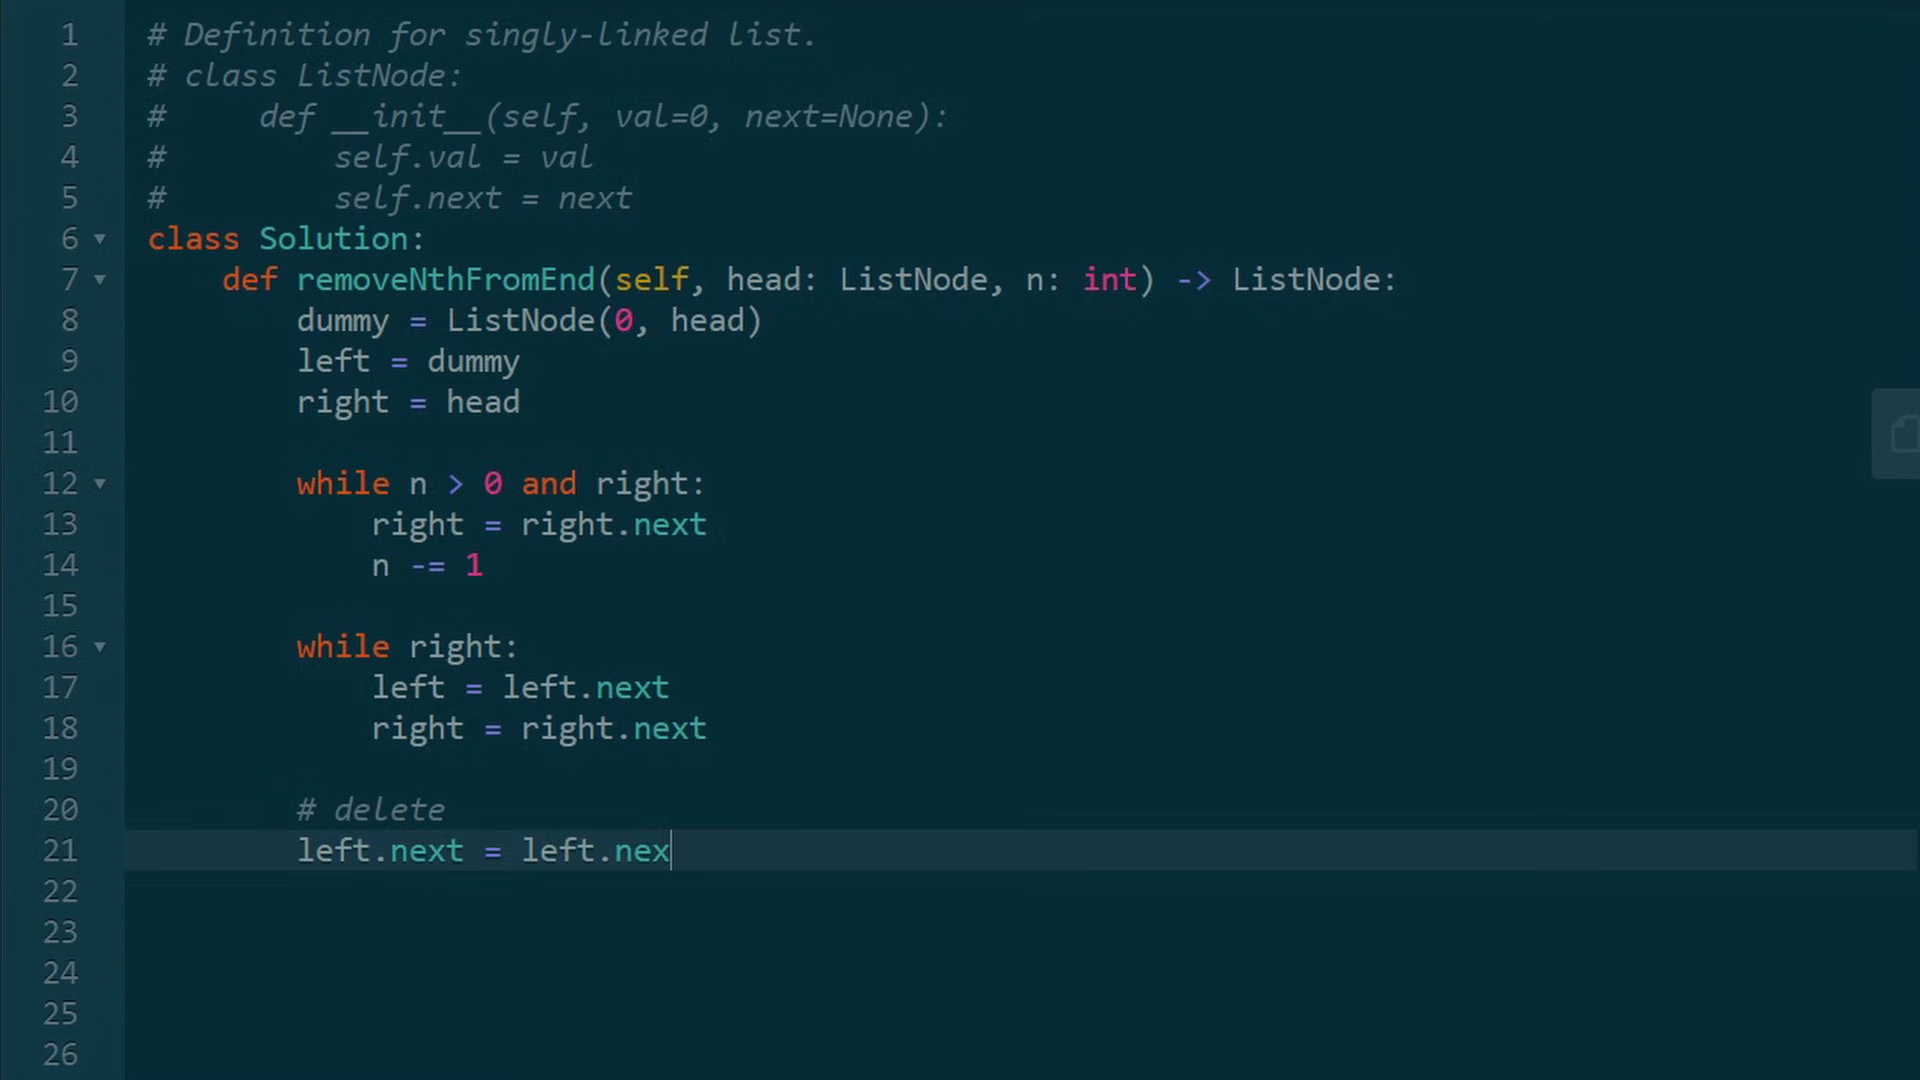 1 # Definition for singly-linked list.
2 # class ListNode:
3 #     def __init__(self, val=0, next=None):
4 #         self.val = val
5 #         self.next = next
6 class Solution:
7     def removeNthFromEnd(self, head: ListNode, n: int) -> ListNode:
8         dummy = ListNode(0, head)
9         left = dummy
10         right = head
11
12         while n > 0 and right:
13             right = right.next
14             n -= 1
15
16         while right:
17             left = left.next
18             right = right.next
19
20         # delete
21         left.next = left.nex
22
23
24
25
26